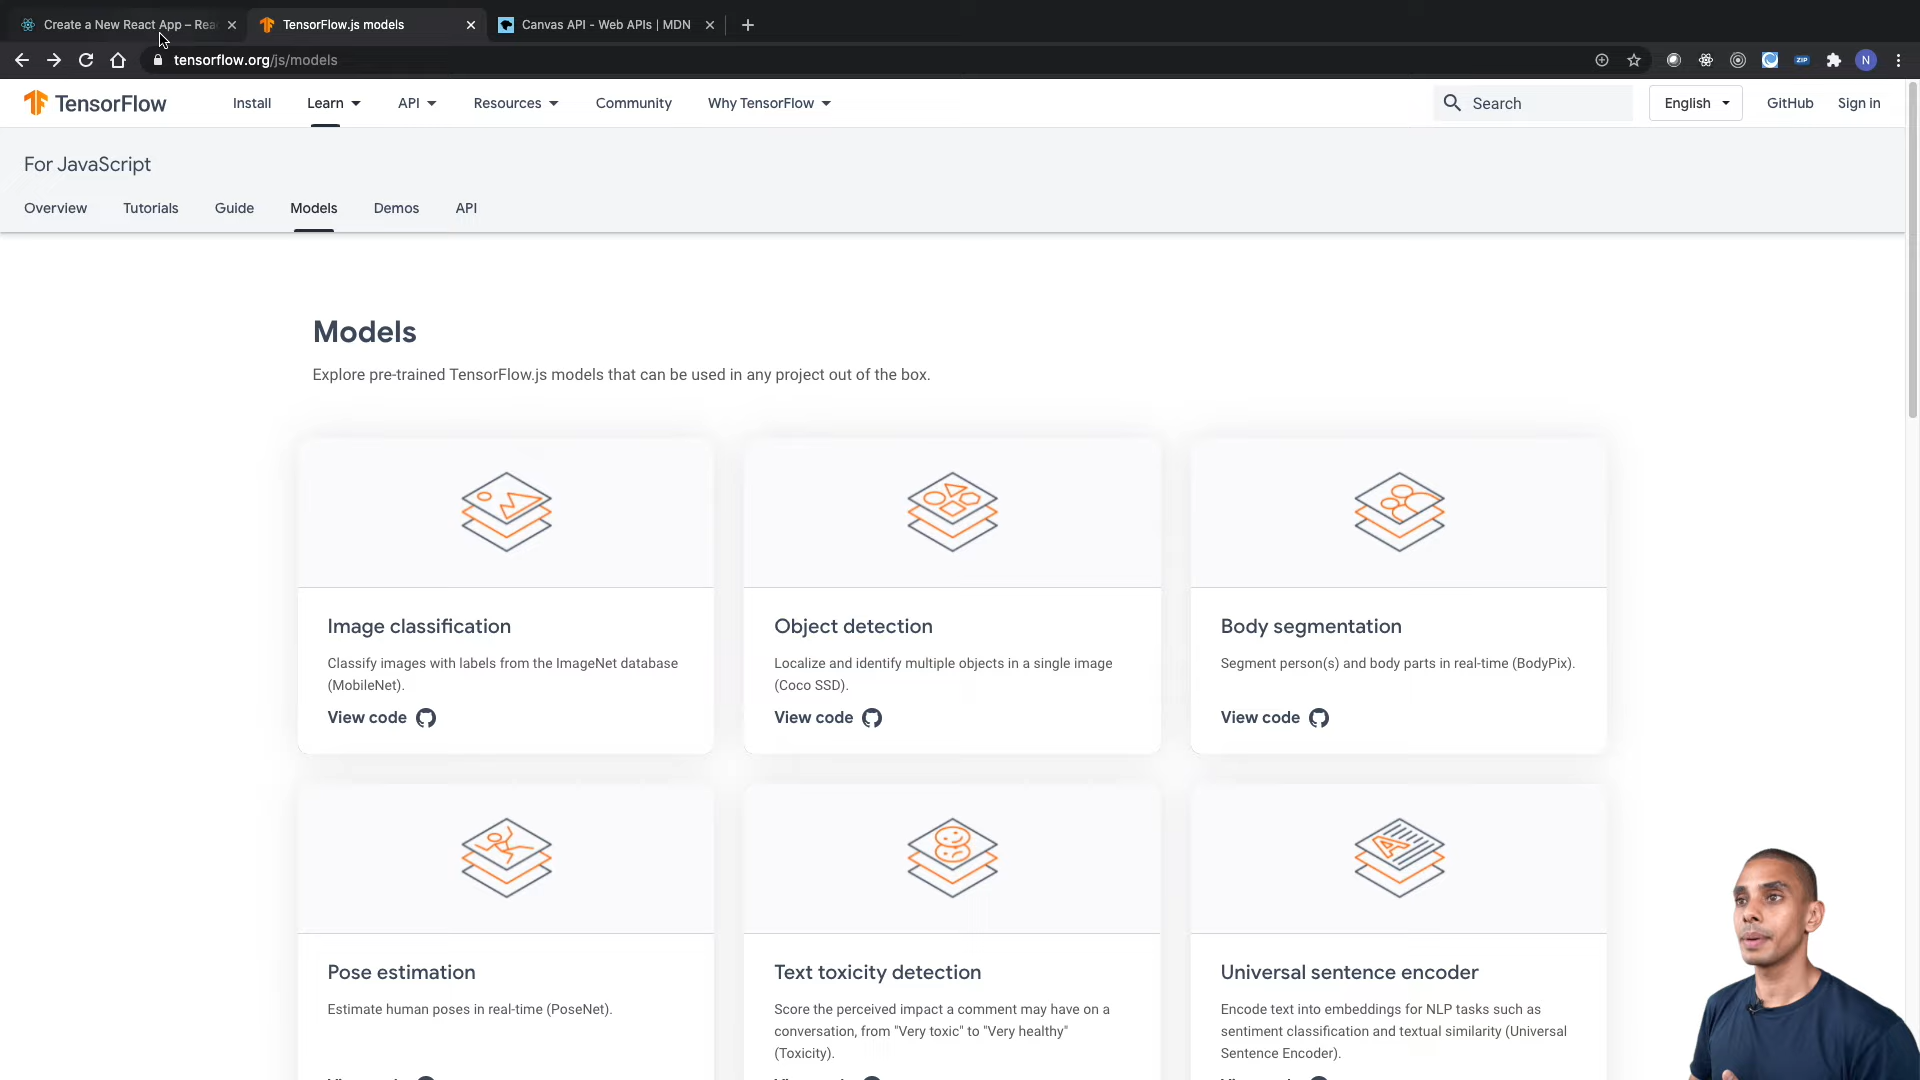 Create a New React App – Rea
TensorFlow.js models
Canvas API - Web APIs | MDN
tensorflow.org/js/models
ZIP
N
TensorFlow
Install
Learn
API
Resources
Community
Why TensorFlow
Search
English
GitHub
Sign in
For JavaScript
Overview
Tutorials
Guide
Models
Demos
API
Models
Explore pre-trained TensorFlow.js models that can be used in any project out of the box.
Image classification
Classify images with labels from the ImageNet database
(MobileNet).
View code
Object detection
Localize and identify multiple objects in a single image
(Coco SSD).
View code
Body segmentation
Segment person(s) and body parts in real-time (BodyPix).
View code
Pose estimation
Estimate human poses in real-time (PoseNet).
Text toxicity detection
Score the perceived impact a comment may have on a
conversation, from "Very toxic" to "Very healthy"
(Toxicity).
Universal sentence encoder
Encode text into embeddings for NLP tasks such as
sentiment classification and textual similarity (Universal
Sentence Encoder).